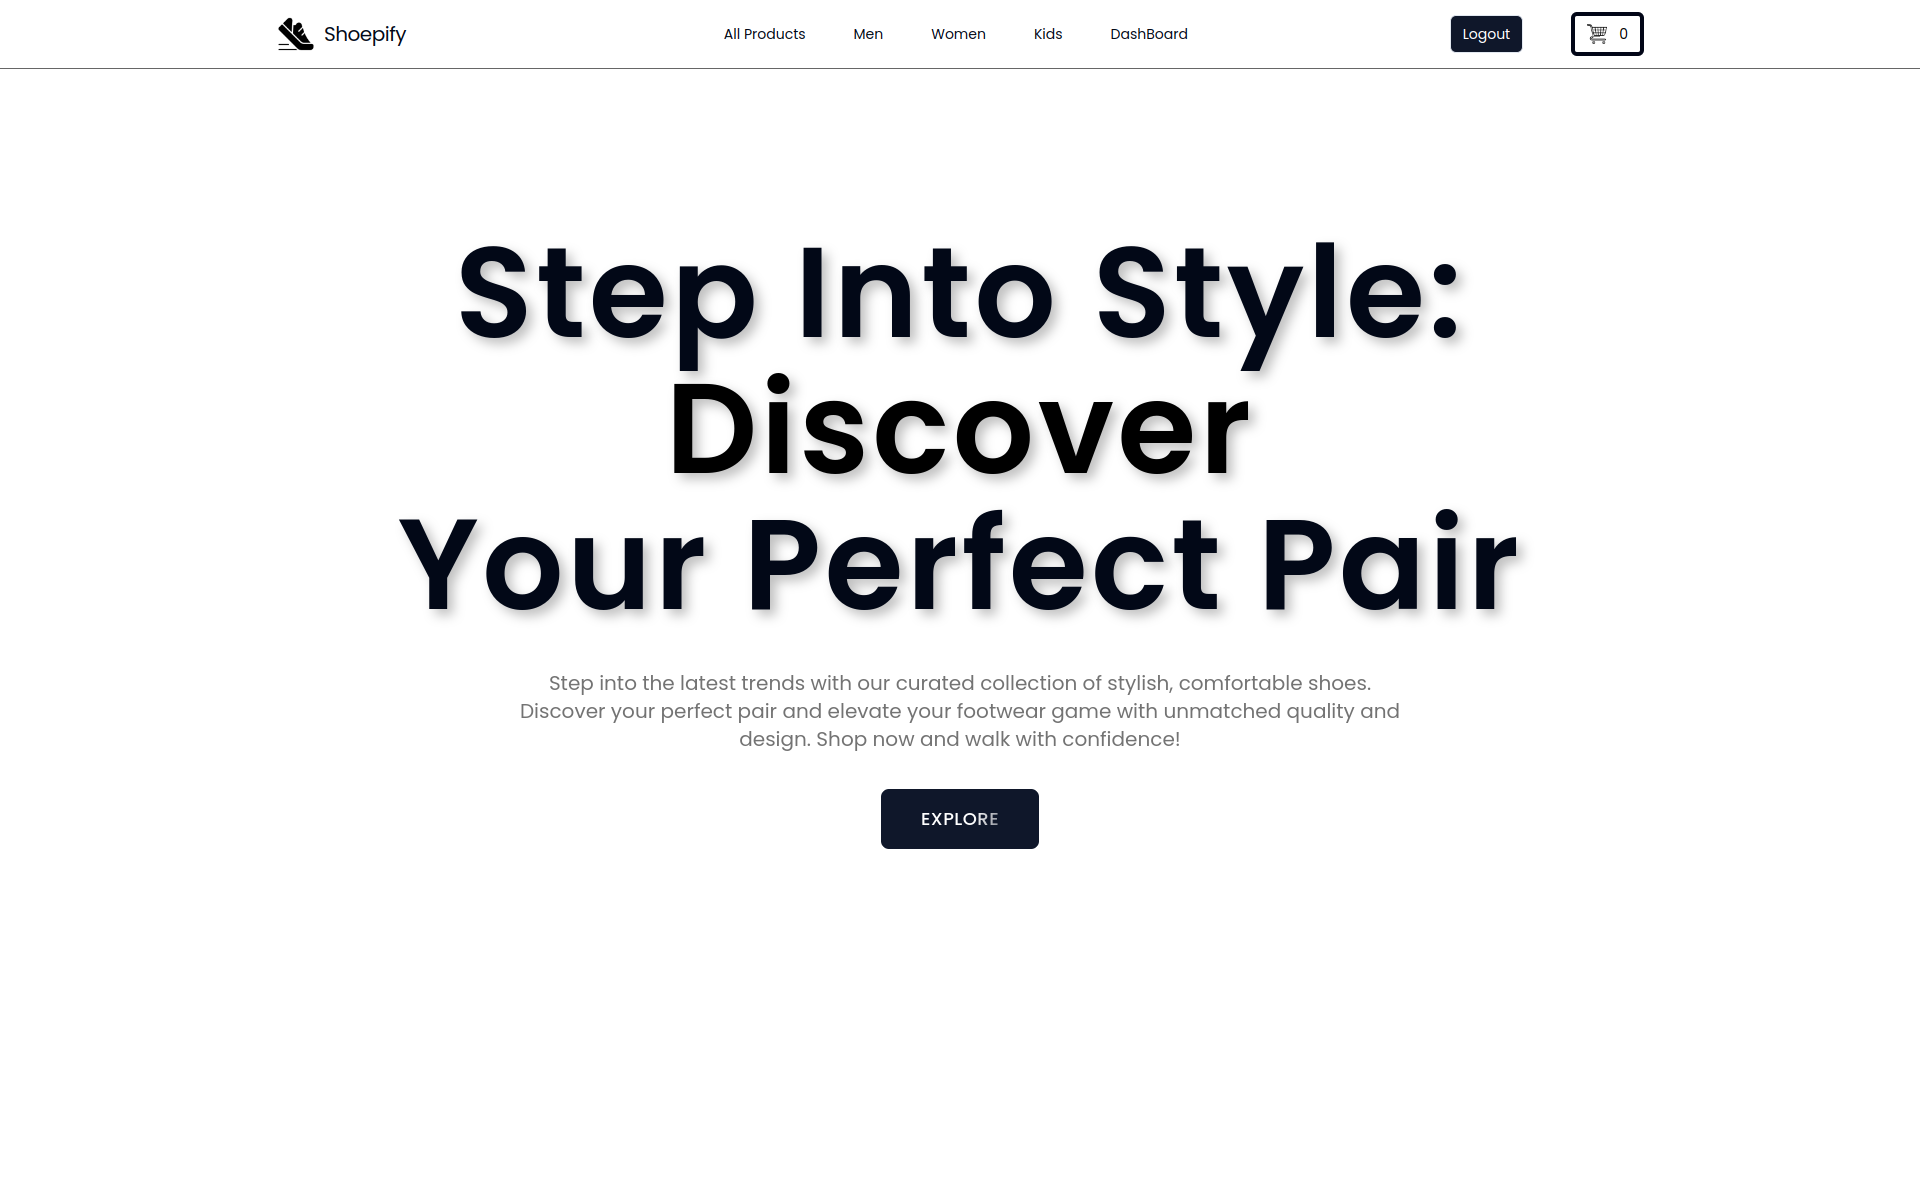 Shoepify
All Products
Men
Women
Kids
DashBoard
Logout
0
Step Into Style:
Discover
Your Perfect Pair
Step into the latest trends with our curated collection of stylish, comfortable shoes.
Discover your perfect pair and elevate your footwear game with unmatched quality and
design. Shop now and walk with confidence!
EXPLORE